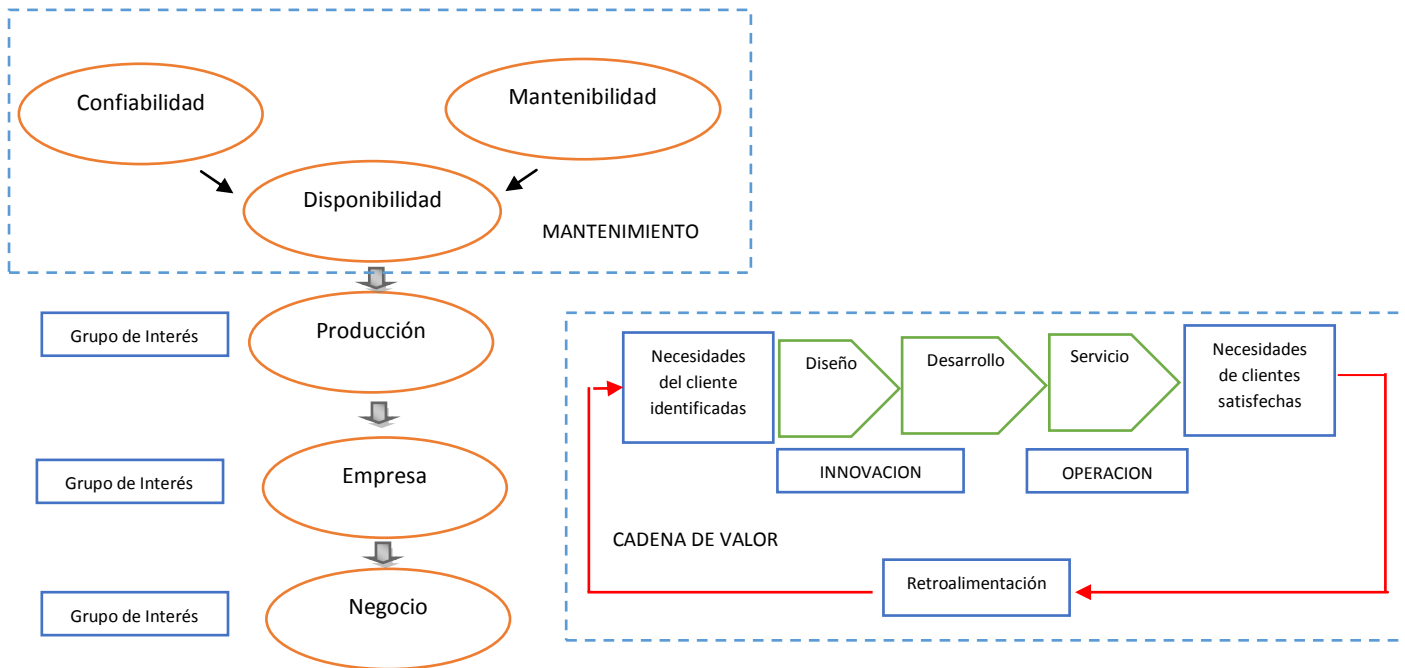 Confiabilidad
Mantenibilidad
Disponibilidad
MANTENIMIENTO
Grupo de Interés
Producción
Grupo de Interés
Empresa
Grupo de Interés
Negocio
Necesidades
del cliente
identificadas
Diseño
Desarrollo
Servicio
Necesidades
de clientes
satisfechas
INNOVACION
OPERACION
CADENA DE VALOR
Retroalimentación